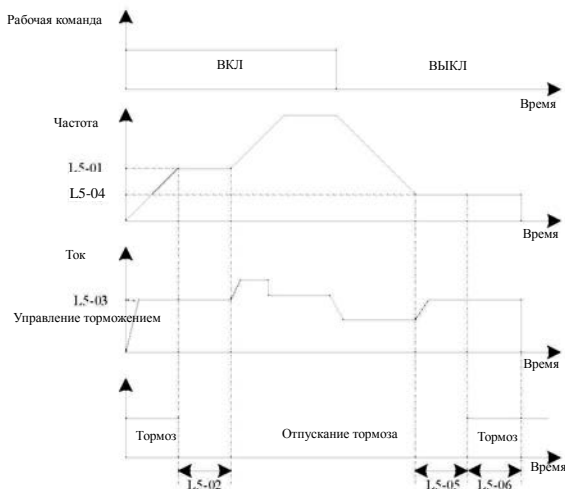 Рабочая команда
ВКЛ
ВЫКЛ
Время
Частота
L5-01
L5-04
Время
Ток
L5-03
Управление торможением
Время
Тормоз
Отпускание тормоза
Тормоз
Время
L5-02
L5-05
L5-06